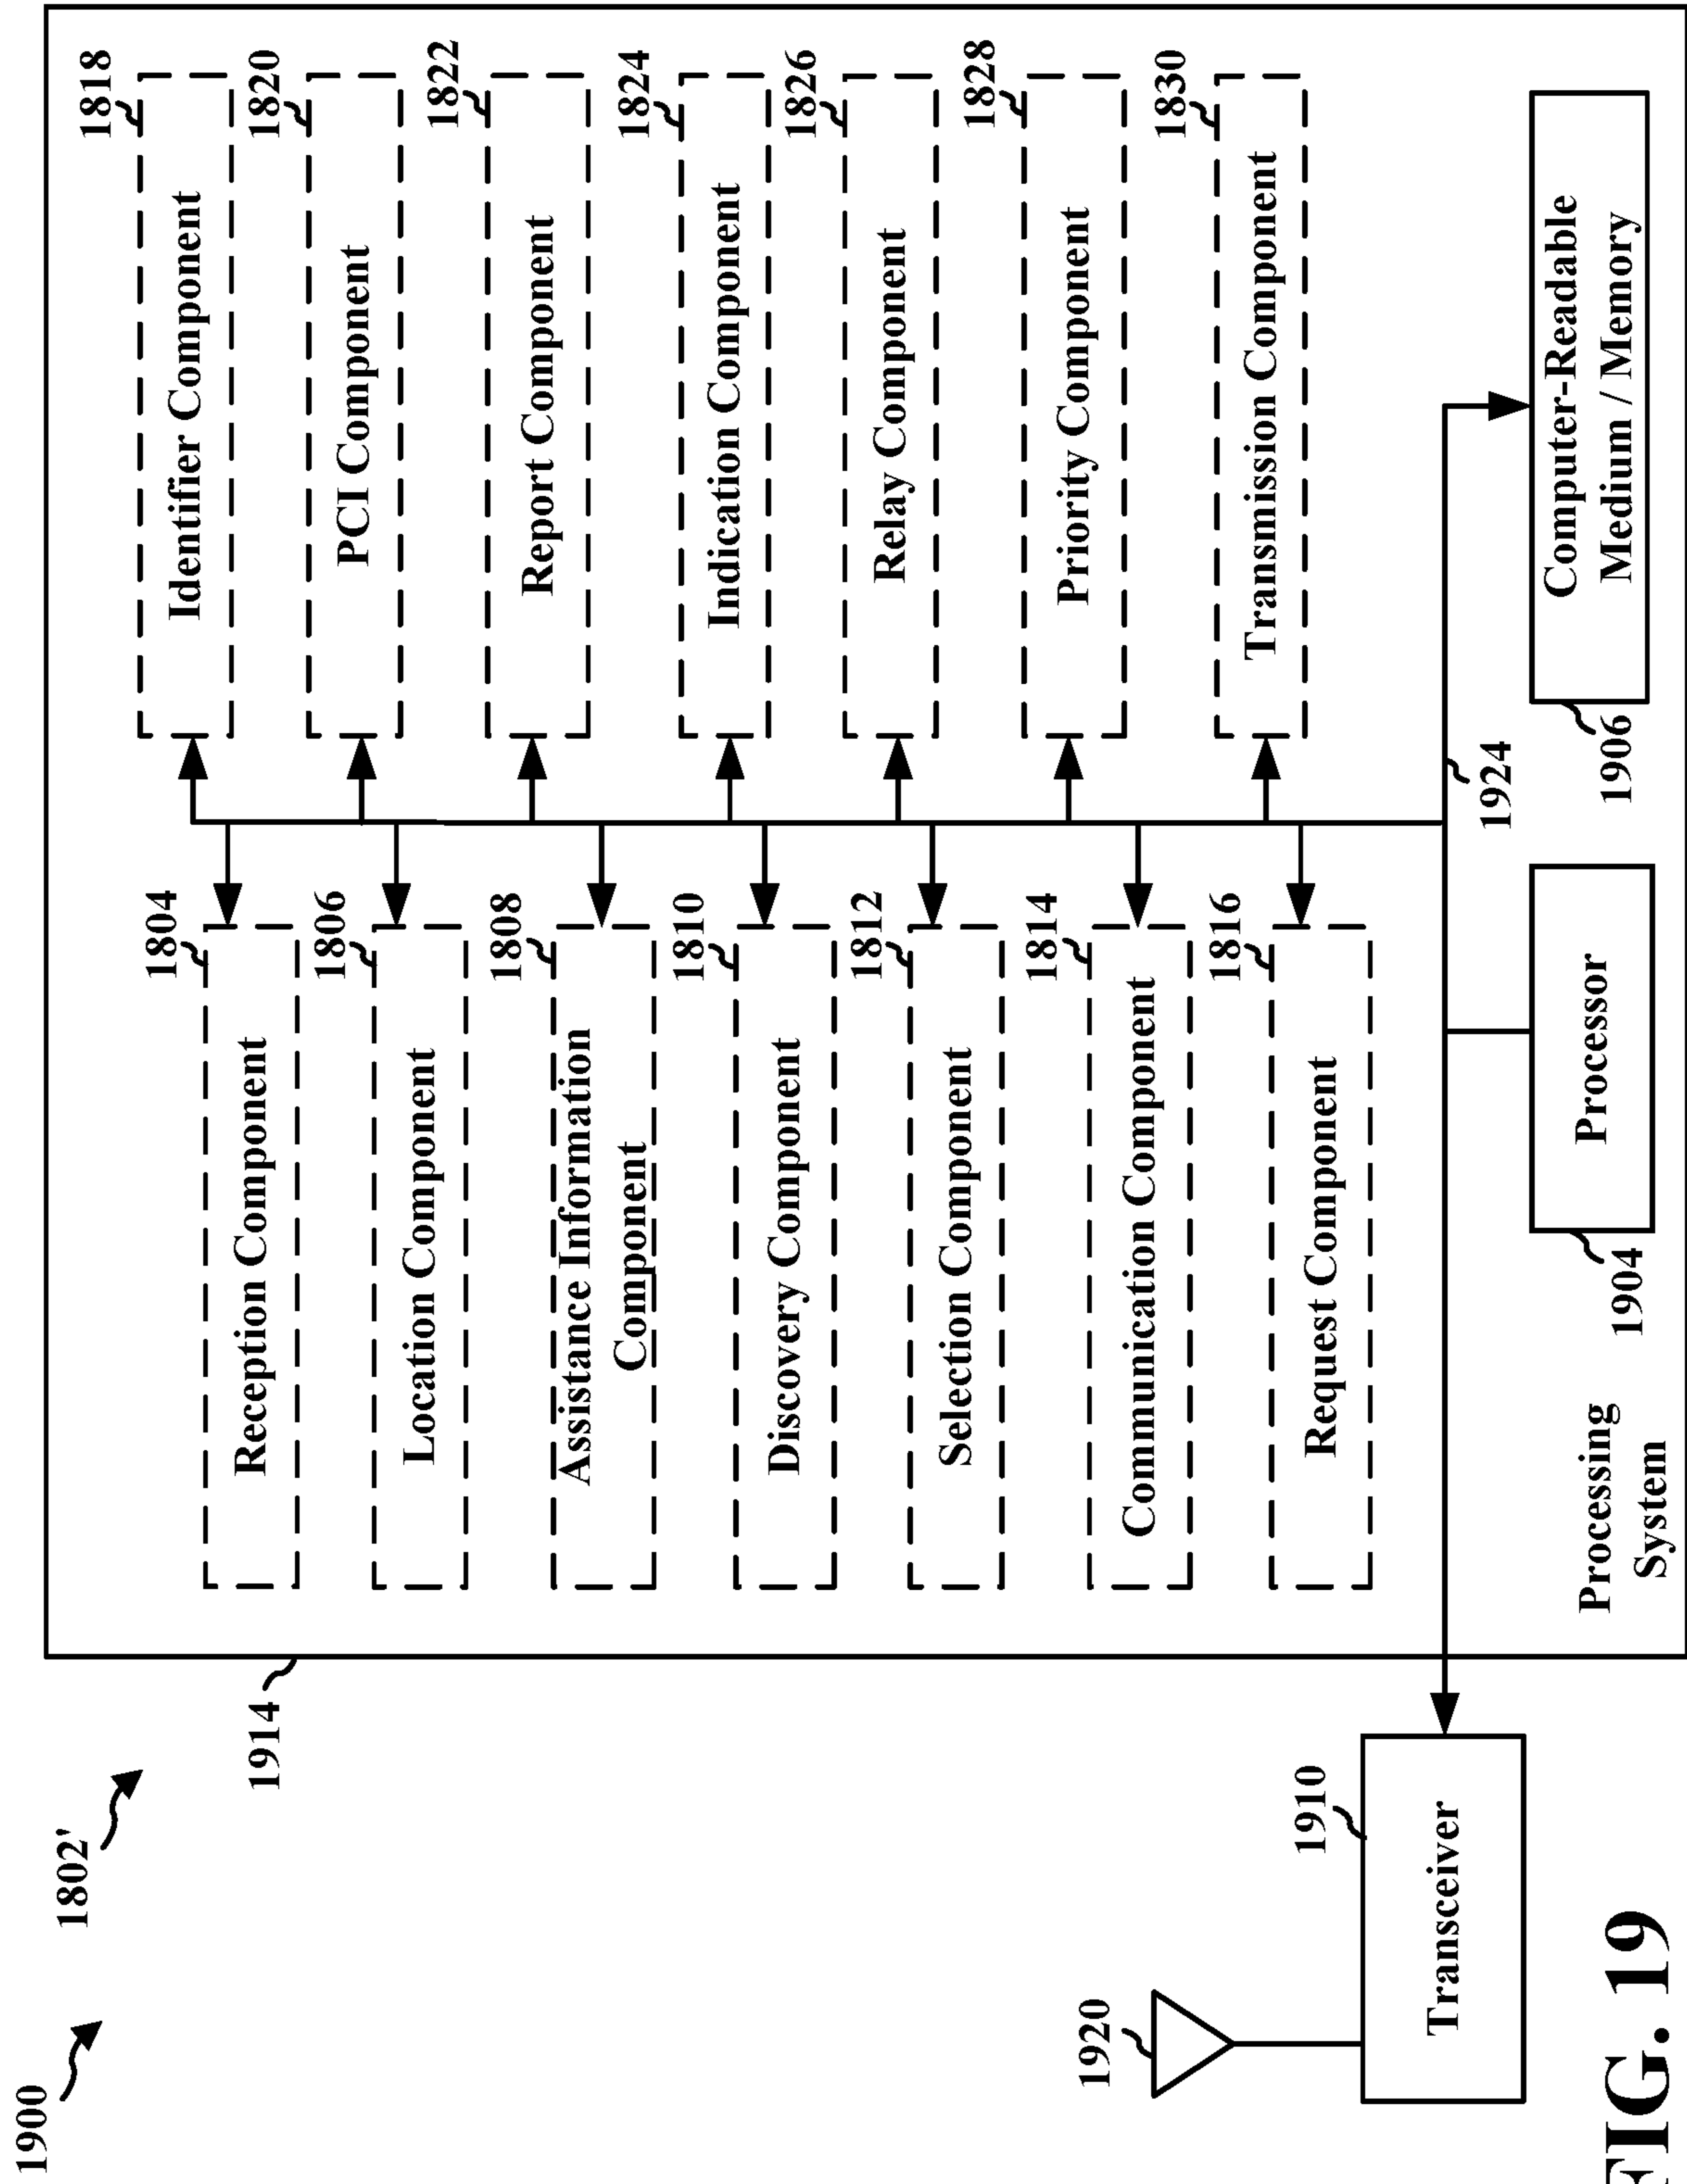 1900
1802'
1914
1804
Reception Component
1806
Location Component
1808
Assistance Information
Component
1810
Discovery Component
1812
Selection Component
1814
Communication Component
1816
Request Component
1818
Identifier Component
1820
PCI Component
1822
Report Component
1824
Indication Component
1826
Relay Component
1828
Priority Component
1830
Transmission Component
1924
1920
1910
Transceiver
Processing
System
1904
Processor
1906
Computer-Readable
Medium / Memory
FIG. 19